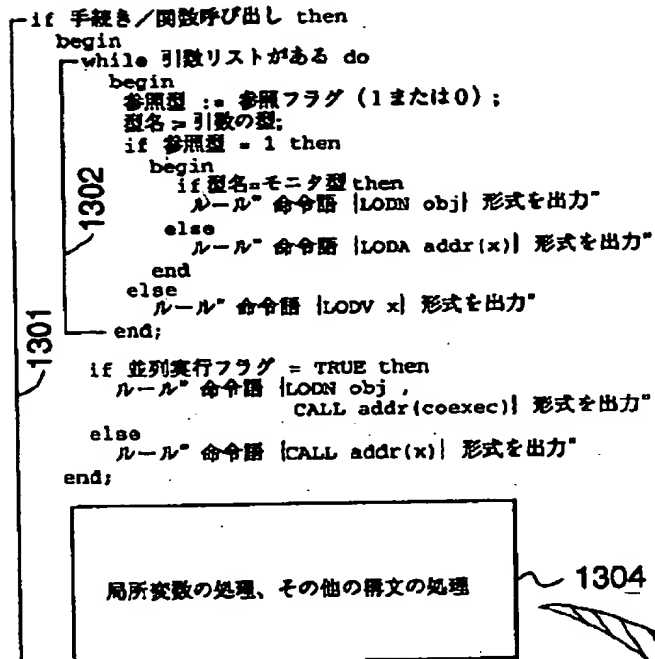 if 手続き／関数呼び出し then
begin
while 引数リストがある do
begin
参照型 := 参照フラグ (1または0);
型名 = 引数の型;
if 参照型 = 1 then
begin
if 型名=モニタ型 then
ルール" 命令語 {LODN obj} 形式を出力"
else
ルール" 命令語 {LODA addr(x)} 形式を出力"
end
else
ルール" 命令語 {LODV x} 形式を出力"
end;
if 並列実行フラグ = TRUE then
ルール" 命令語 {LODN obj ,
CALL addr(coexec)} 形式を出力"
else
ルール" 命令語 {CALL addr(x)} 形式を出力"
end;
局所変数の処理、その他の構文の処理
1301
1302
1304